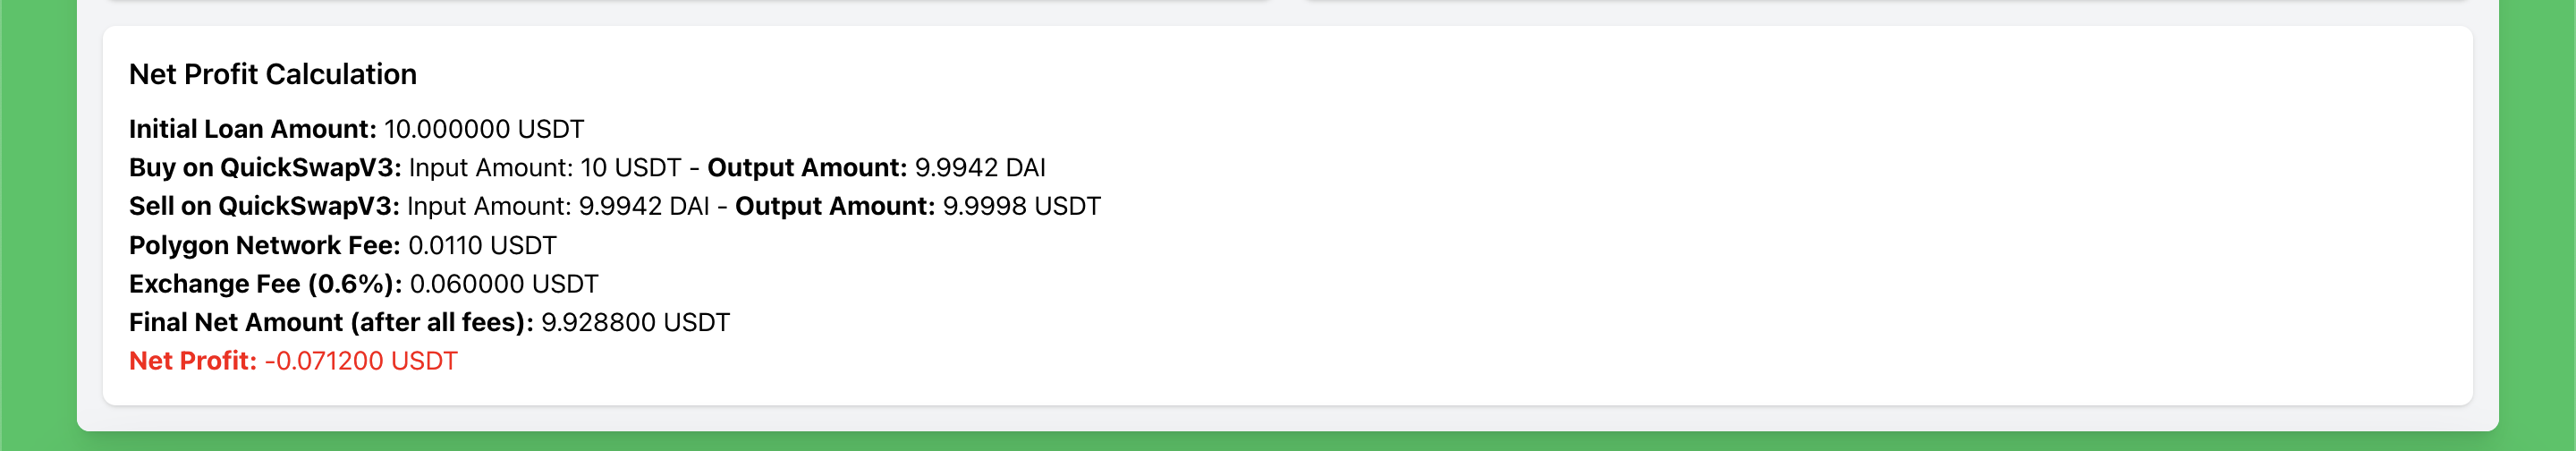 Net Profit Calculation
Initial Loan Amount: 10.000000 USDT
Buy on QuickSwapV3: Input Amount: 10 USDT - Output Amount: 9.9942 DAI
Sell on QuickSwapV3: Input Amount: 9.9942 DAI - Output Amount: 9.9998 USDT
Polygon Network Fee: 0.0110 USDT
Exchange Fee (0.6%): 0.060000 USDT
Final Net Amount (after all fees): 9.928800 USDT
Net Profit: -0.071200 USDT